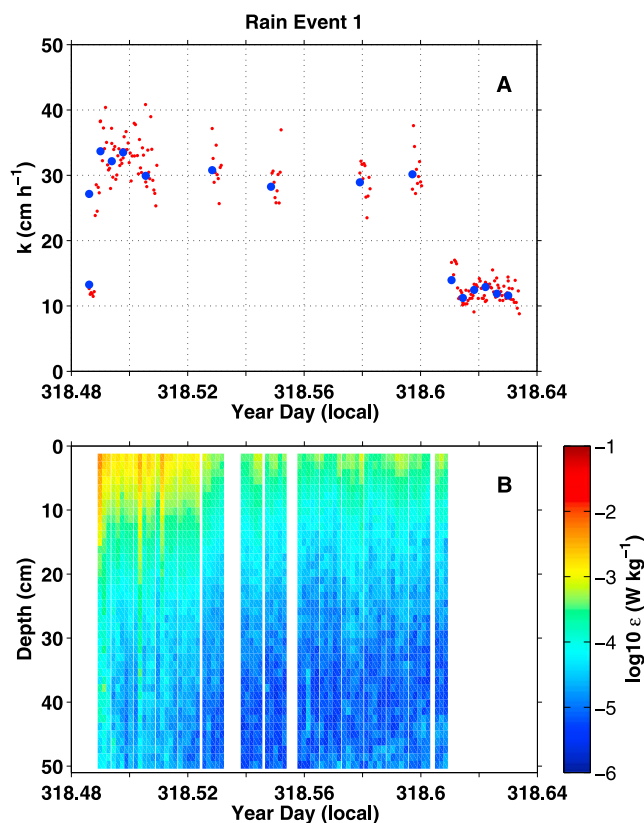 Rain Event 1
A
50
40
30
20
10
0
k (cm h⁻¹)
318.48 318.52 318.56 318.6 318.64
Year Day (local)
B
0
10
20
30
40
50
Depth (cm)
318.48 318.52 318.56 318.6 318.64
Year Day (local)
−1
−2
−3
−4
−5
−6
log10 ε (W kg⁻¹)